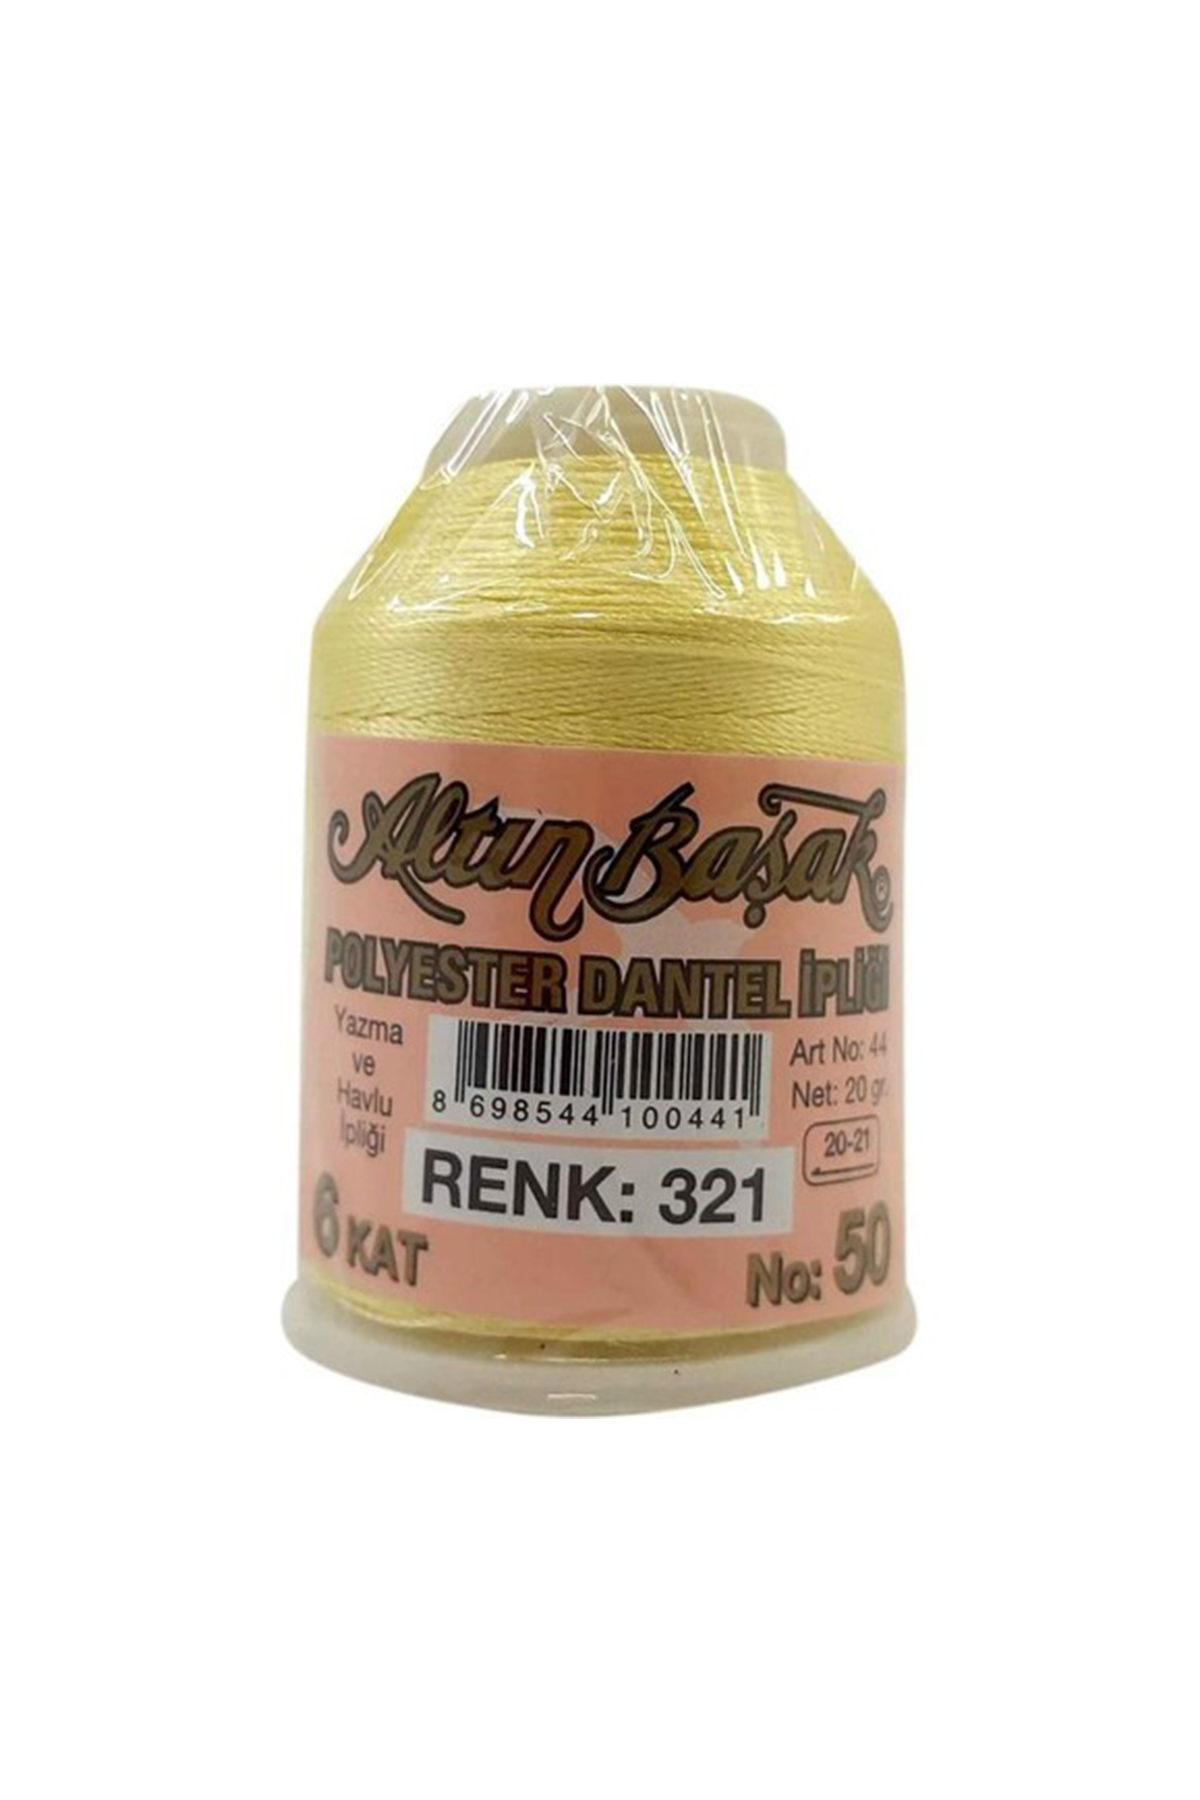 Altın Başak ®
POLYESTER DANTEL İPLİĞİ
Yazma
ve
Havlu
İpliği
8 698544 100441
Art No: 44
Net: 20 gr.
20-21
RENK: 321
6 KAT
No: 50